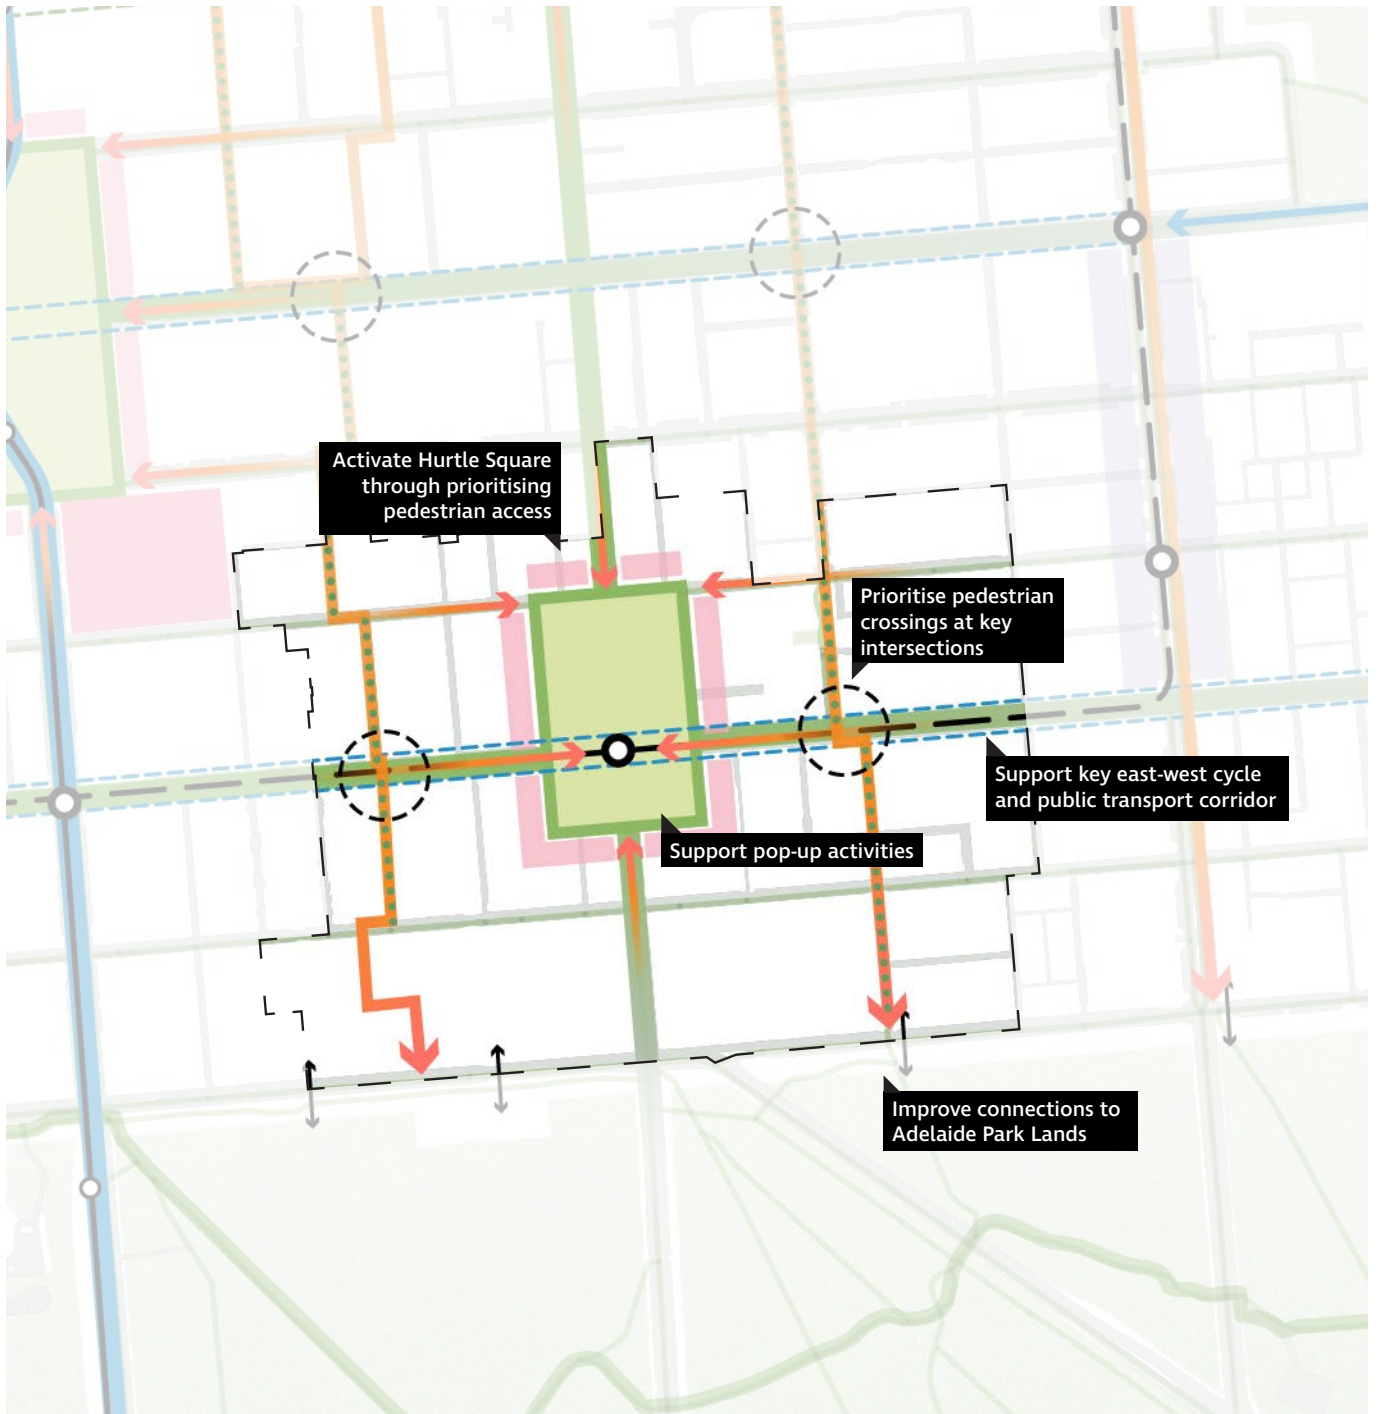 Activate Hurtle Square
through prioritising
pedestrian access
Prioritise pedestrian
crossings at key
intersections
Support key east-west cycle
and public transport corridor
Support pop-up activities
Improve connections to
Adelaide Park Lands